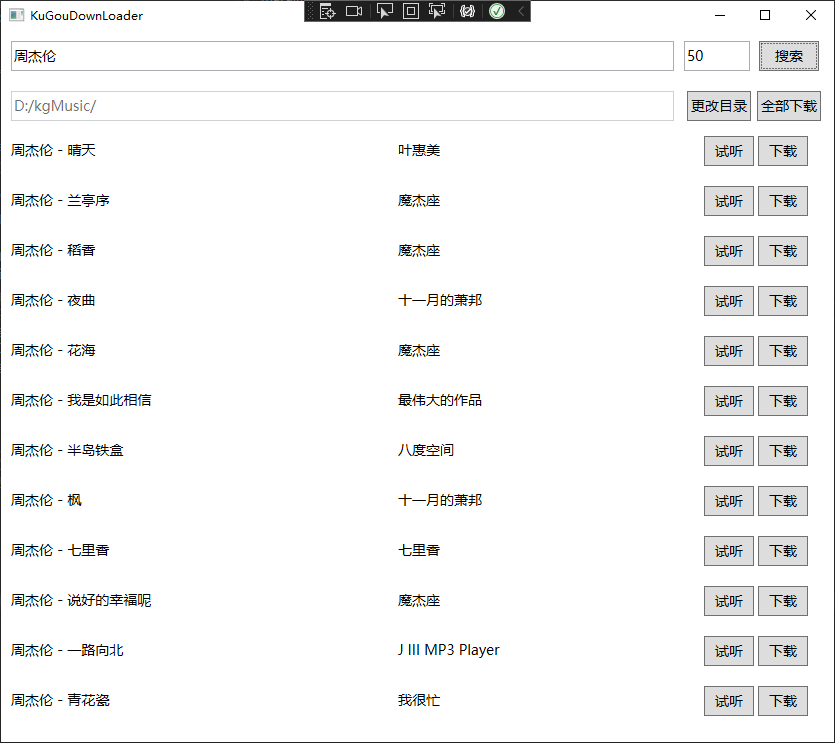 KuGouDownLoader
周杰伦 50 搜索
D:/kgMusic/ 更改目录 全部下载
周杰伦 - 晴天 叶惠美 试听 下载
周杰伦 - 兰亭序 魔杰座 试听 下载
周杰伦 - 稻香 魔杰座 试听 下载
周杰伦 - 夜曲 十一月的萧邦 试听 下载
周杰伦 - 花海 魔杰座 试听 下载
周杰伦 - 我是如此相信 最伟大的作品 试听 下载
周杰伦 - 半岛铁盒 八度空间 试听 下载
周杰伦 - 枫 十一月的萧邦 试听 下载
周杰伦 - 七里香 七里香 试听 下载
周杰伦 - 说好的幸福呢 魔杰座 试听 下载
周杰伦 - 一路向北 J III MP3 Player 试听 下载
周杰伦 - 青花瓷 我很忙 试听 下载